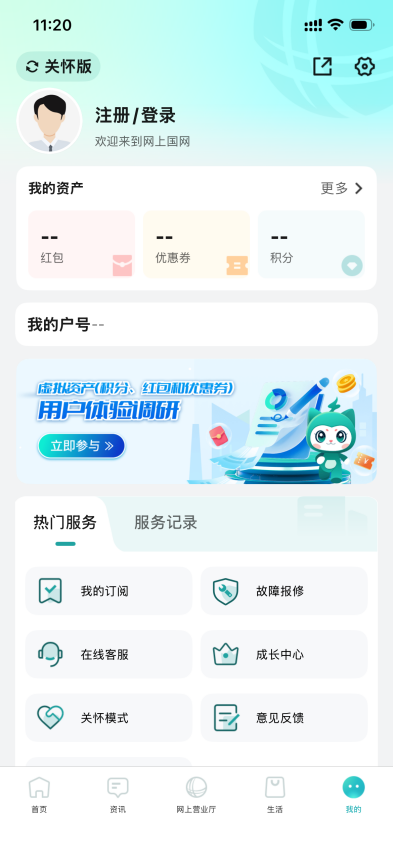 11:20
关怀版
注册/登录
欢迎来到网上国网
我的资产
更多
--
--
--
红包
优惠券
积分
我的户号--
虚拟资产(积分、红包和优惠券)
用户体验调研
立即参与
热门服务
服务记录
我的订阅
故障报修
在线客服
成长中心
关怀模式
意见反馈
首页
资讯
网上营业厅
生活
我的